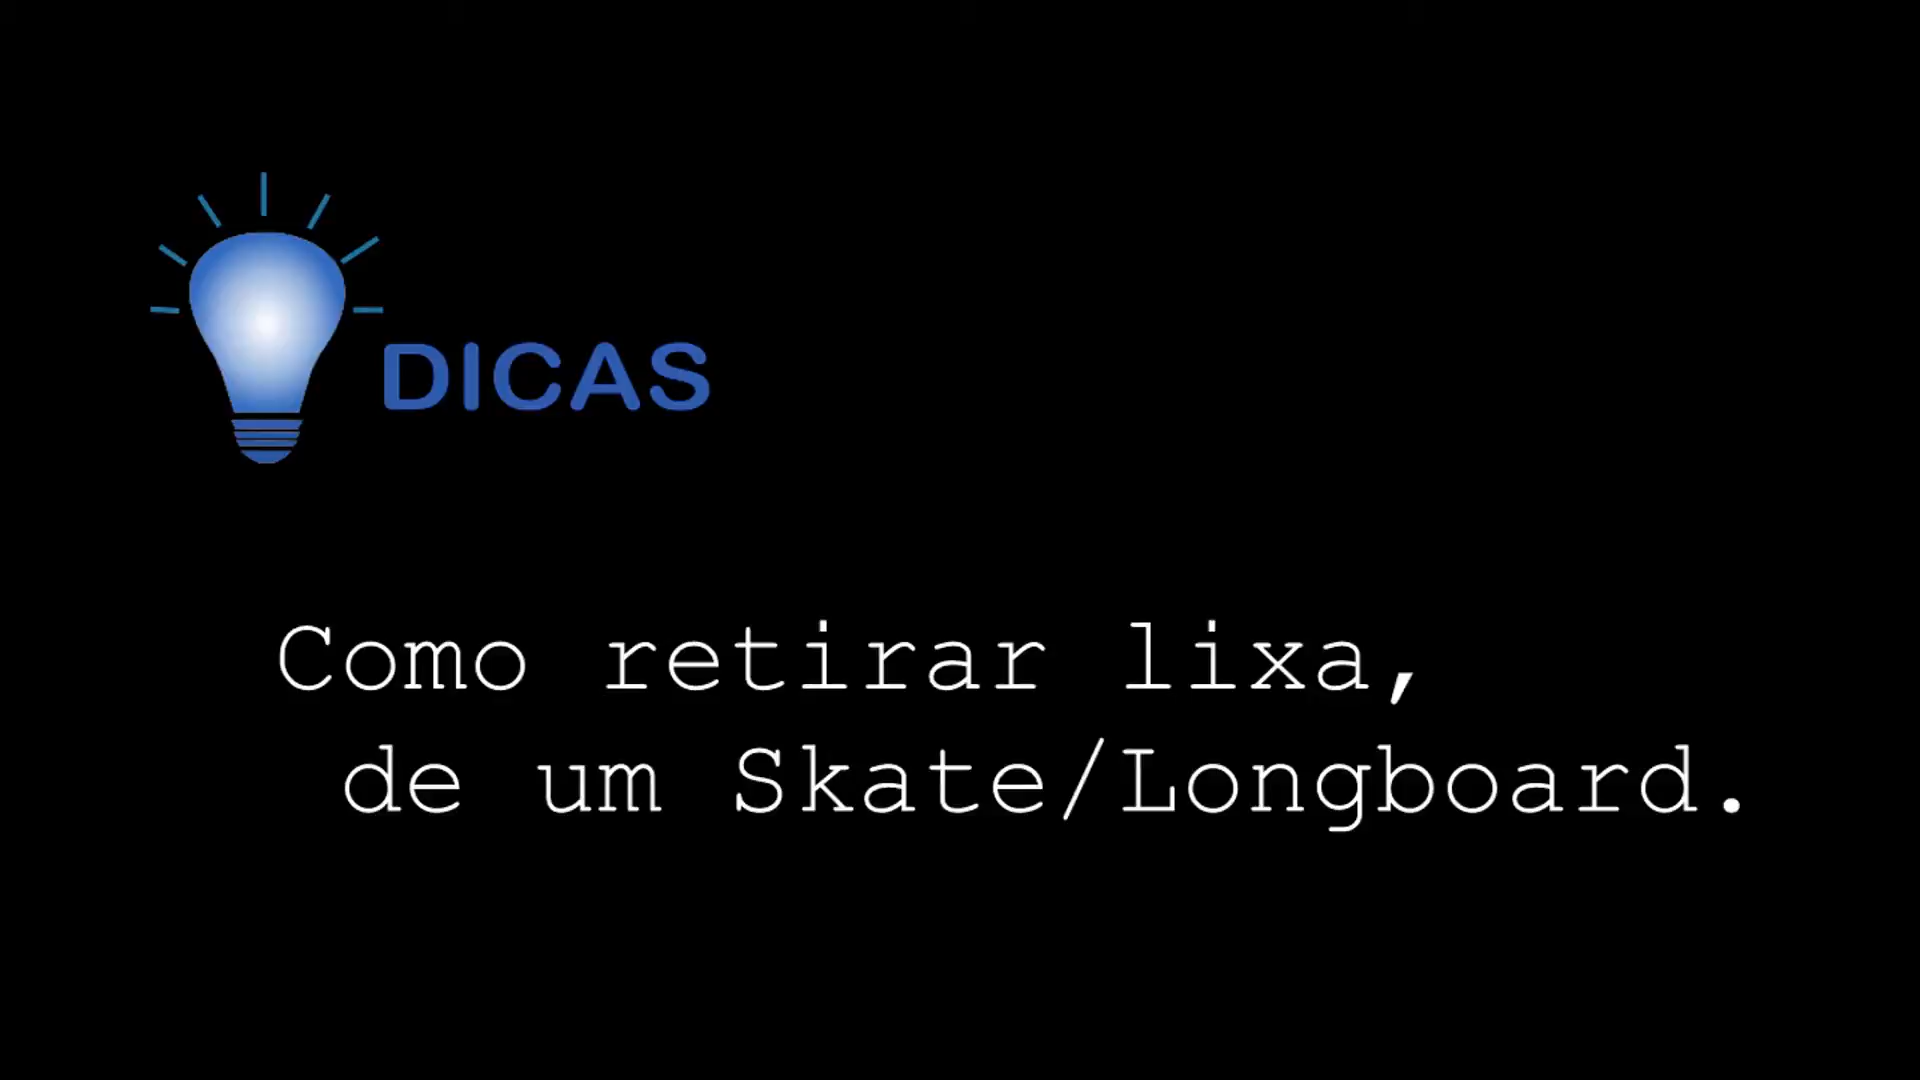 DICAS
Como retirar lixa,
de um Skate/Longboard.